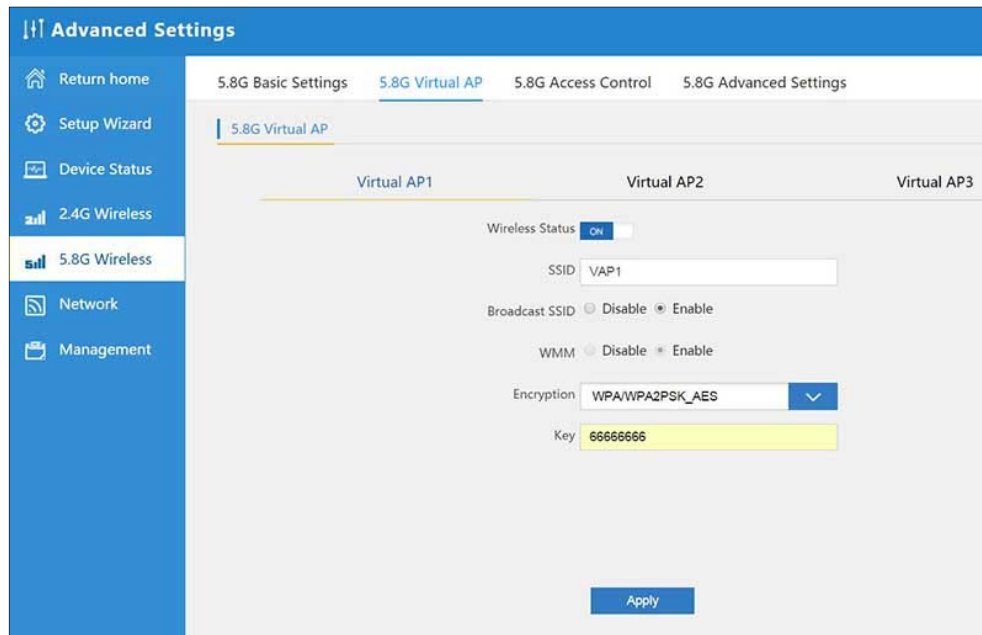 Advanced Settings
Return home
Setup Wizard
Device Status
2.4G Wireless
5.8G Wireless
Network
Management
5.8G Basic Settings 5.8G Virtual AP 5.8G Access Control 5.8G Advanced Settings
5.8G Virtual AP
Virtual AP1 Virtual AP2 Virtual AP3
Wireless Status ON
SSID VAP1
Broadcast SSID Disable Enable
WMM Disable Enable
Encryption WPA/WPA2PSK_AES
Key 66666666
Apply